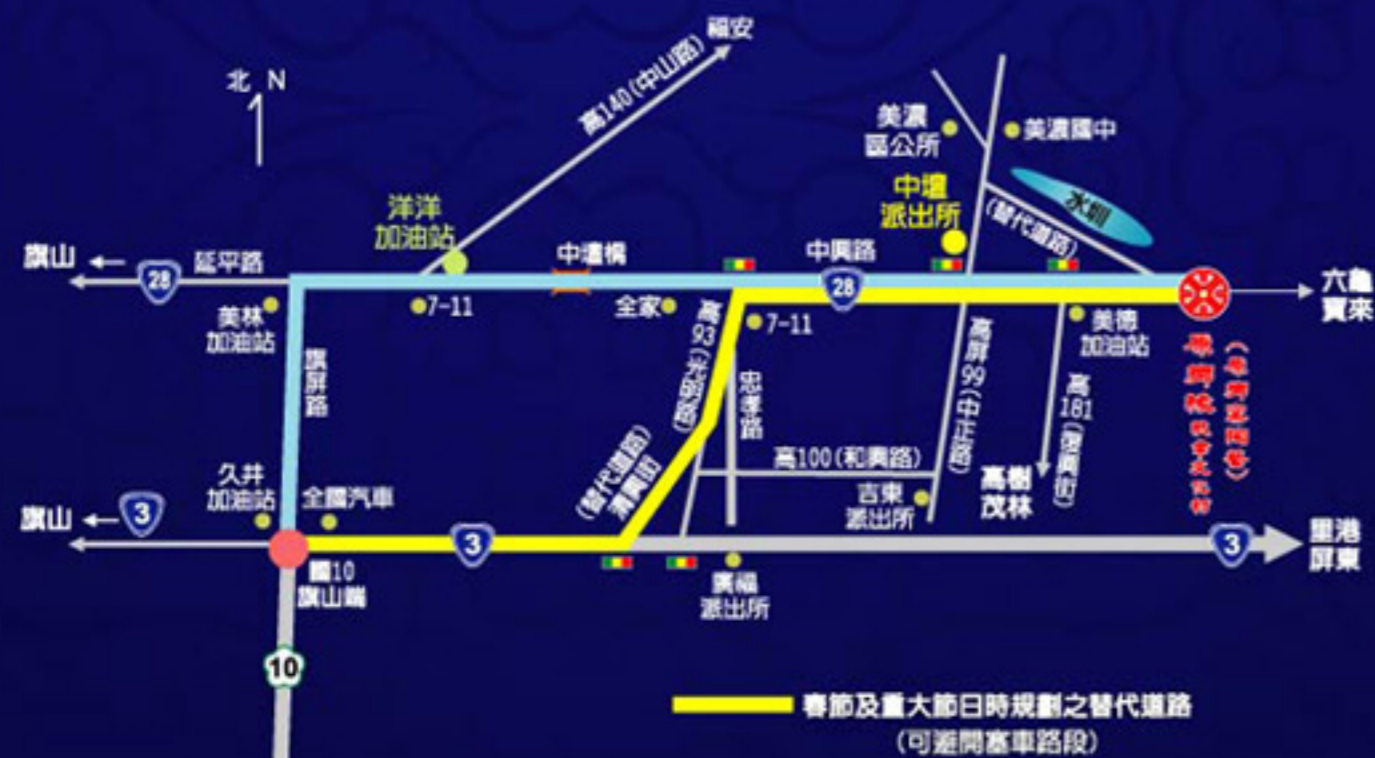 福安
北 N
高140(中山路)
美濃
區公所
美濃國中
洋洋
加油站
中壇
派出所
水圳
(替代道路)
旗山
28
延平路
中壇橋
中興路
28
六龜
寶來
美林
加油站
7-11
全家
高93
7-11
美德
加油站
旗屏路
忠孝路
高屏99(中正路)
高181(復興街)
原鄉緣紙傘文化村
(替代道路)
清興街
高100(和興路)
高樹
茂林
久井
加油站
全國汽車
吉東
派出所
旗山
3
3
3
里港
屏東
國10
旗山端
廣福
派出所
10
春節及重大節日時規劃之替代道路
(可避開塞車路段)